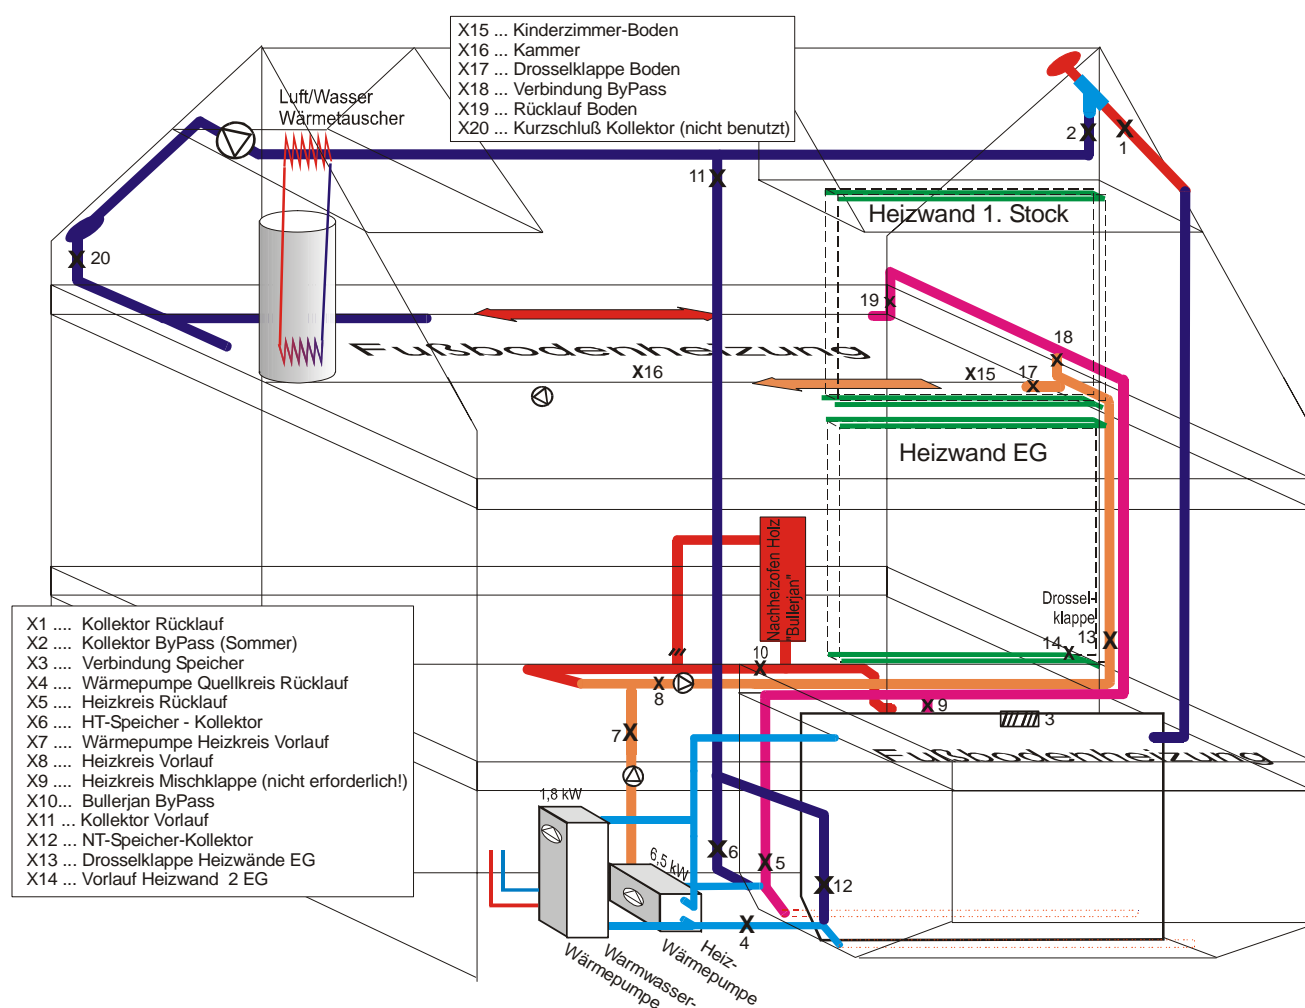 X15 ... Kinderzimmer-Boden
X16 ... Kammer
X17 ... Drosselklappe Boden
X18 ... Verbindung ByPass
X19 ... Rücklauf Boden
X20 ... Kurzschluß Kollektor (nicht benutzt)
Luft/Wasser
Wärmetauscher
2
1
11
Heizwand 1. Stock
20
19
18
Fußbodenheizung
X16
X15
17
Heizwand EG
Nachheizofen Holz
"Bullerjan"
Drossel-
klappe
14
13
10
8
9
3
7
Fußbodenheizung
X1 .... Kollektor Rücklauf
X2 .... Kollektor ByPass (Sommer)
X3 .... Verbindung Speicher
X4 .... Wärmepumpe Quellkreis Rücklauf
X5 .... Heizkreis Rücklauf
X6 .... HT-Speicher - Kollektor
X7 .... Wärmepumpe Heizkreis Vorlauf
X8 .... Heizkreis Vorlauf
X9 .... Heizkreis Mischklappe (nicht erforderlich!)
X10... Bullerjan ByPass
X11 ... Kollektor Vorlauf
X12 ... NT-Speicher-Kollektor
X13 ... Drosselklappe Heizwände EG
X14 ... Vorlauf Heizwand 2 EG
1,8 kW
6,5 kW
6
5
12
4
Heiz-
Wärmepumpe
Warmwasser-
Wärmepumpe